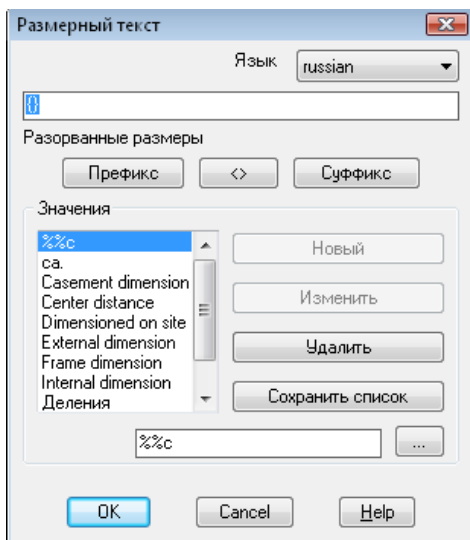 Размерный текст
Язык russian
{}
Разорванные размеры
Префикс <> Суффикс
Значения
%%c
ca.
Casement dimension
Center distance
Dimensioned on site
External dimension
Frame dimension
Internal dimension
Деления
Новый
Изменить
Удалить
Сохранить список
%%c ...
OK Cancel Help